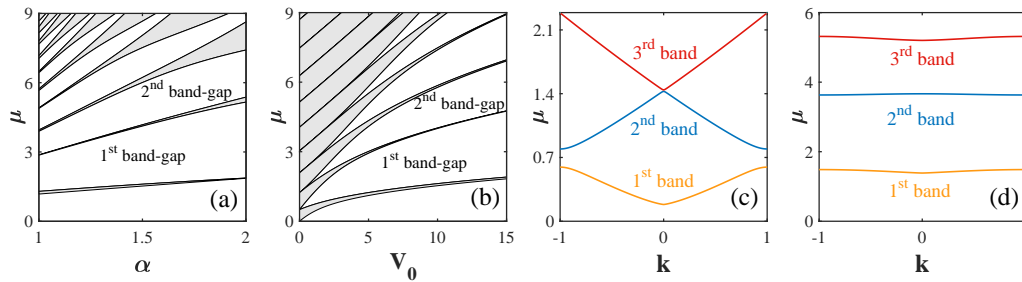 9
6
3
0
μ
2nd band-gap
1st band-gap
(a)
1
1.5
2
α
9
6
3
0
μ
2nd band-gap
1st band-gap
(b)
0
5
10
15
V0
2.1
1.4
0.7
0
μ
3rd band
2nd band
1st band
(c)
-1
0
1
k
6
4
2
0
μ
3rd band
2nd band
1st band
(d)
-1
0
k